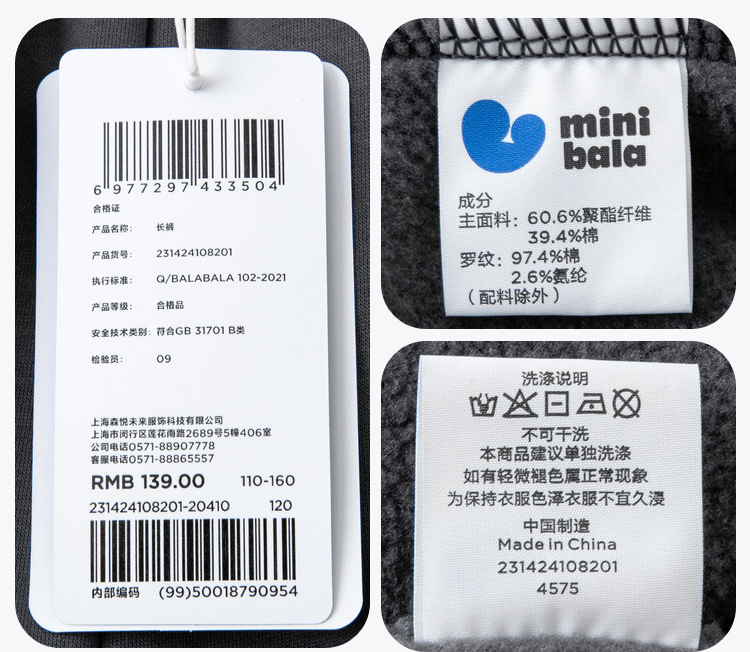 6 977297 433504
合格证
产品名称: 长裤
产品货号: 231424108201
执行标准: Q/BALABALA 102-2021
产品等级: 合格品
安全技术类别: 符合GB 31701 B类
检验员: 09
上海森悦未来服饰科技有限公司
上海市闵行区莲花南路2689号5幢406室
公司电话0571-88907778
客服电话0571-88865557
RMB 139.00 110-160
231424108201-20410 120
内部编码 (99)50018790954
mini
bala
成分
主面料: 60.6%聚酯纤维
39.4%棉
罗纹: 97.4%棉
2.6%氨纶
(配料除外)
洗涤说明
不可干洗
本商品建议单独洗涤
如有轻微褪色属正常现象
为保持衣服色泽衣服不宜久浸
中国制造
Made in China
231424108201
4575